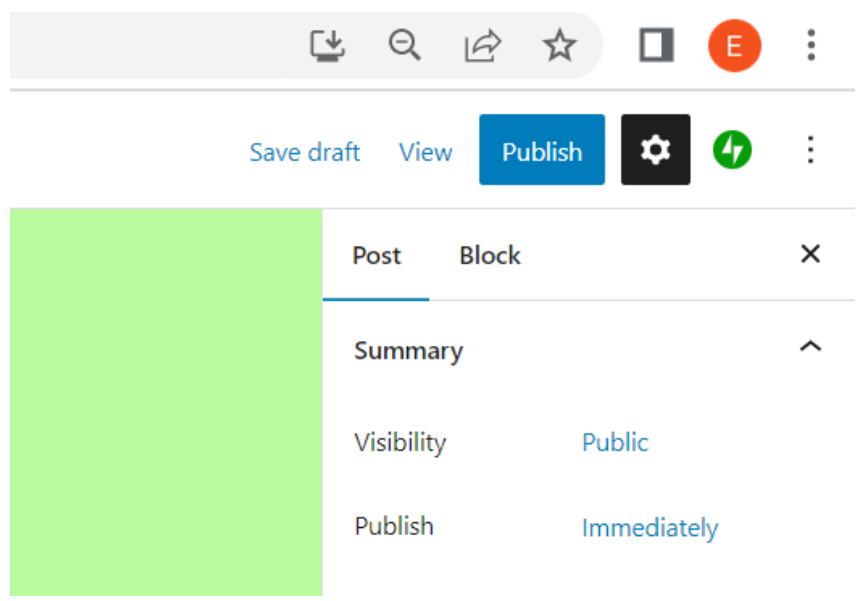 E
Save draft View Publish
Post Block
Summary
Visibility Public
Publish Immediately